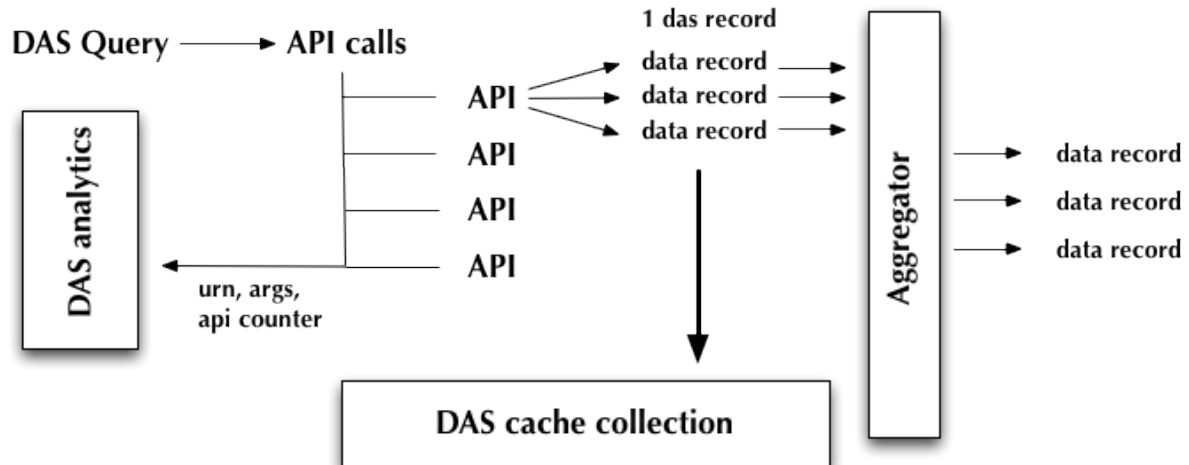 DAS Query
API calls
1 das record
data record
data record
data record
API
API
API
API
DAS analytics
urn, args,
api counter
Aggregator
data record
data record
data record
DAS cache collection